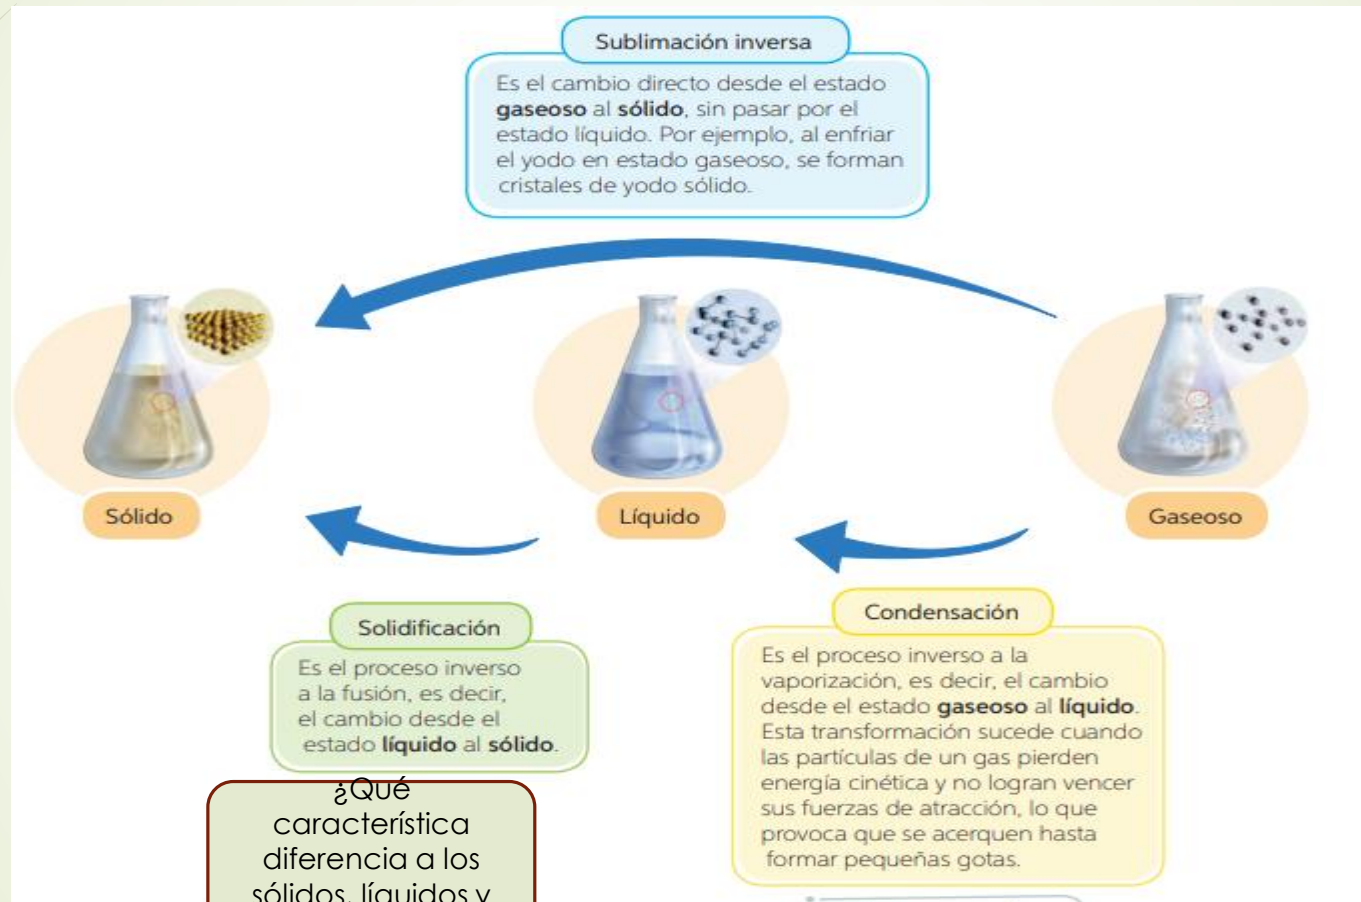 Sublimación inversa
Es el cambio directo desde el estado
gaseoso al sólido, sin pasar por el
estado líquido. Por ejemplo, al enfriar
el yodo en estado gaseoso, se forman
cristales de yodo sólido.
Sólido
Líquido
Gaseoso
Solidificación
Es el proceso inverso
a la fusión, es decir,
el cambio desde el
estado líquido al sólido.
Condensación
Es el proceso inverso a la
vaporización, es decir, el cambio
desde el estado gaseoso al líquido.
Esta transformación sucede cuando
las partículas de un gas pierden
energía cinética y no logran vencer
sus fuerzas de atracción, lo que
provoca que se acerquen hasta
formar pequeñas gotas.
¿Qué
característica
diferencia a los
sólidos, líquidos y